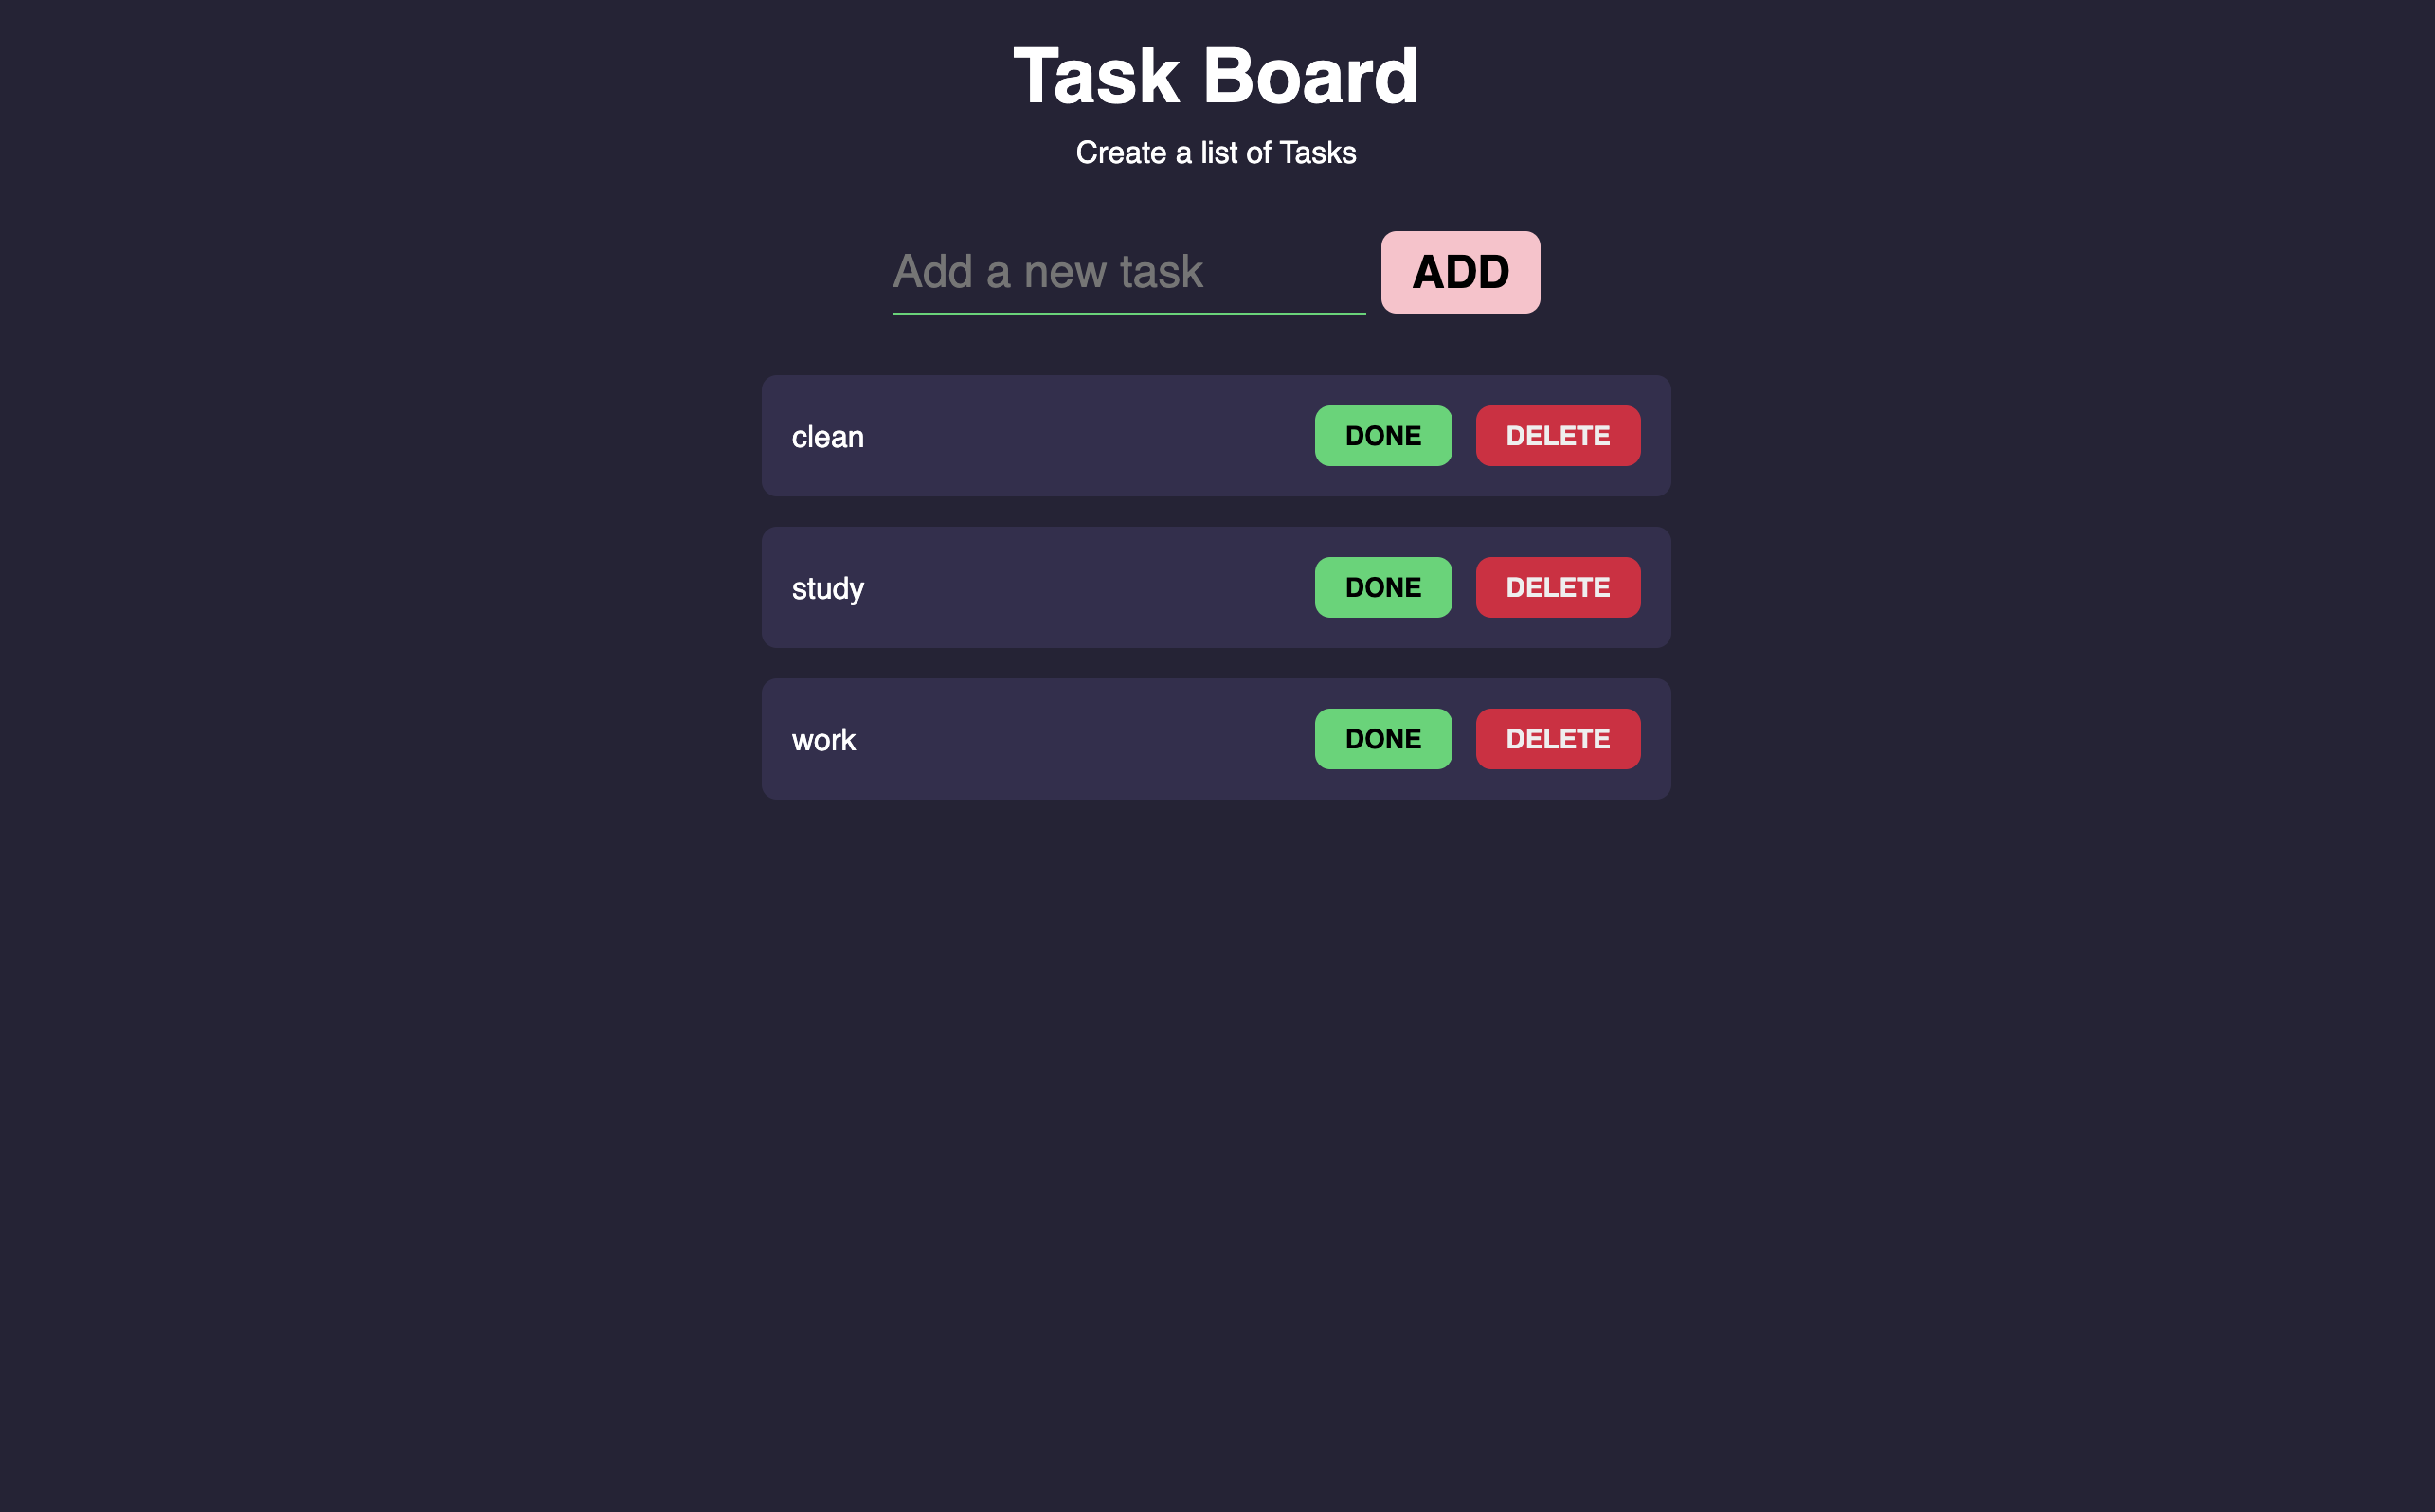 Task Board
Create a list of Tasks
Add a new task ADD
clean DONE DELETE
study DONE DELETE
work DONE DELETE